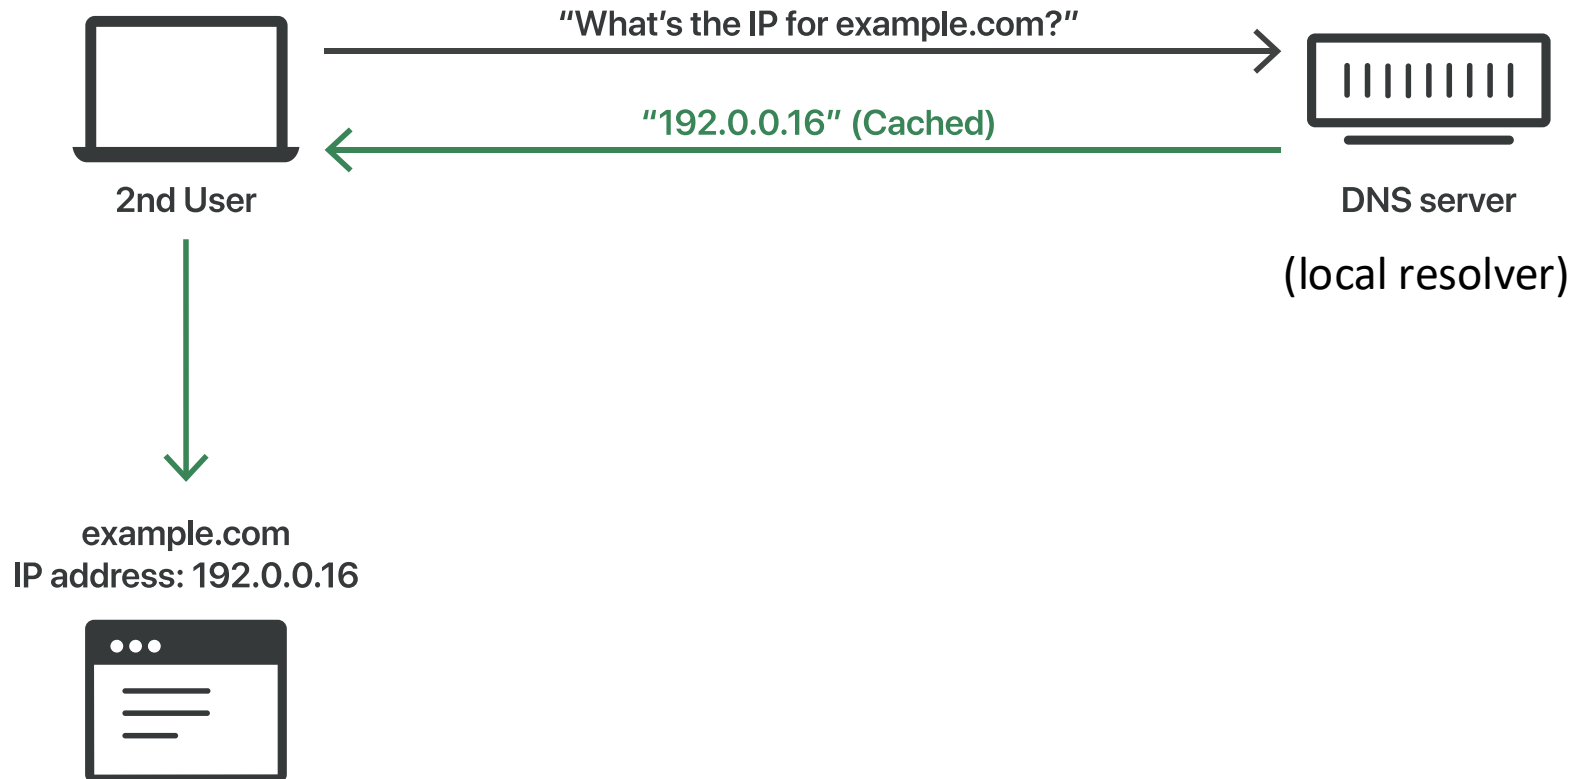 “What’s the IP for example.com?”
“192.0.0.16” (Cached)
2nd User
DNS server
(local resolver)
example.com
IP address: 192.0.0.16